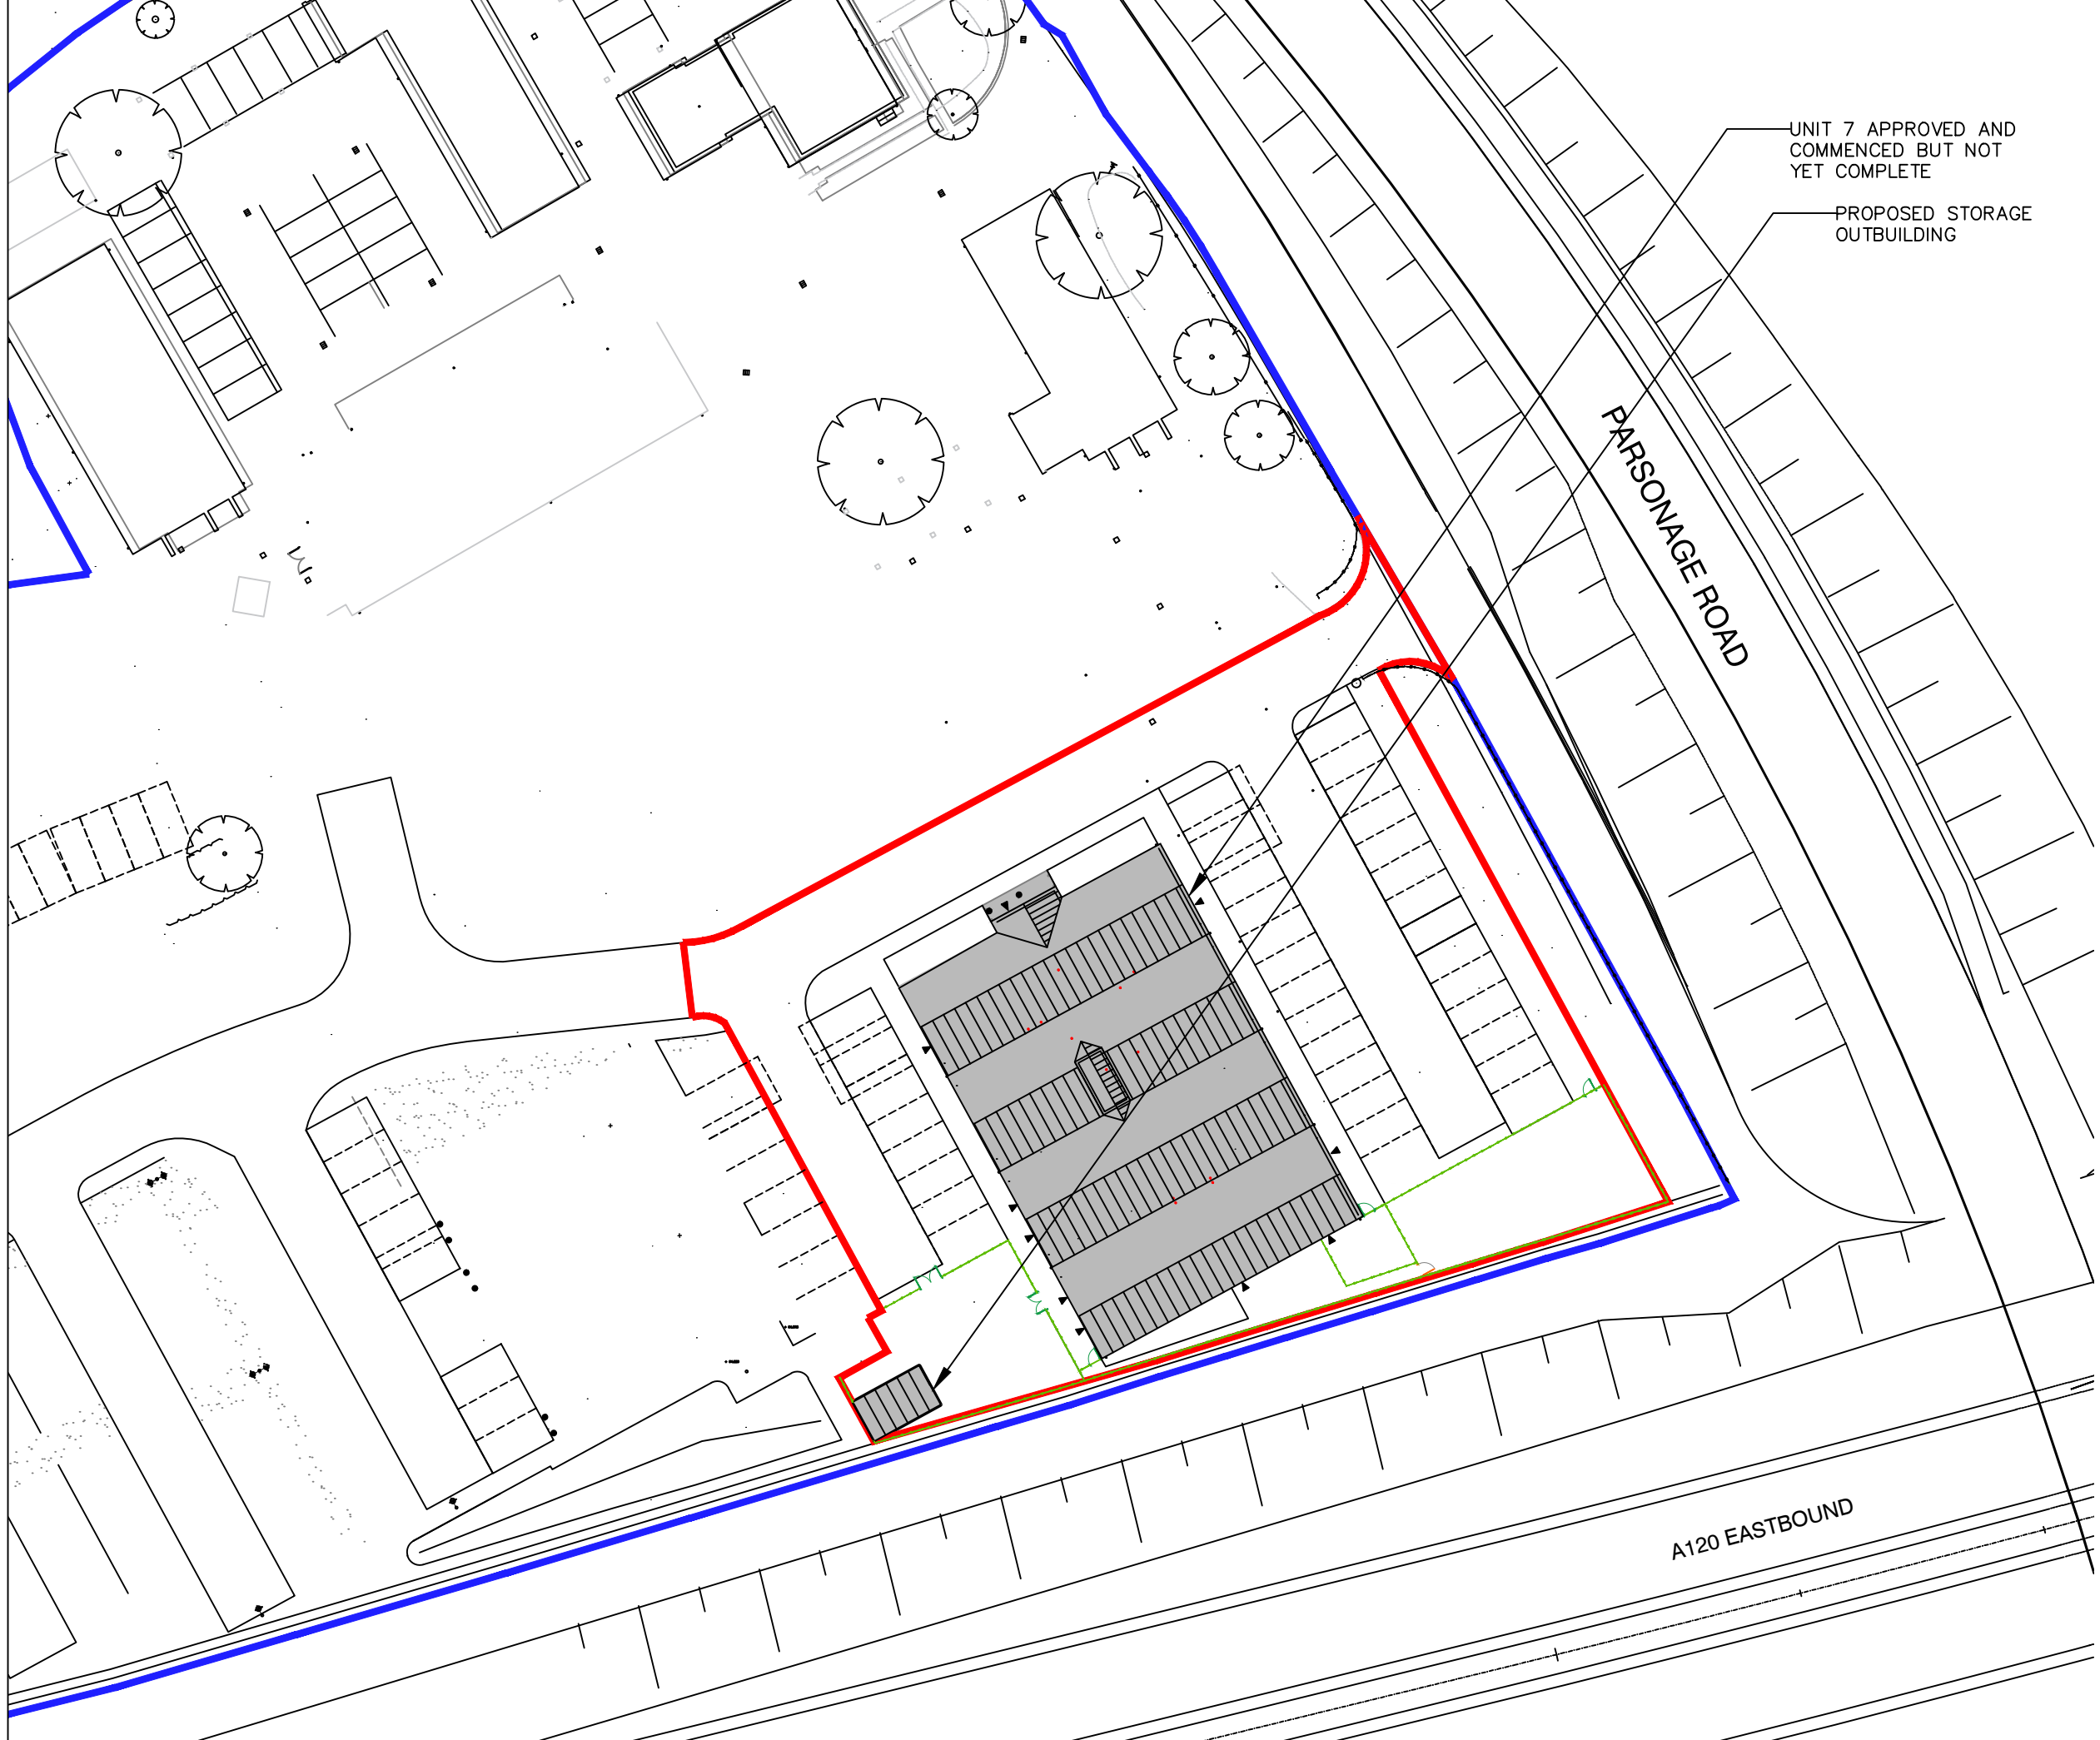 UNIT 7 APPROVED AND
COMMENCED BUT NOT
YET COMPLETE
PROPOSED STORAGE
OUTBUILDING
PARSONAGE ROAD
A120 EASTBOUND